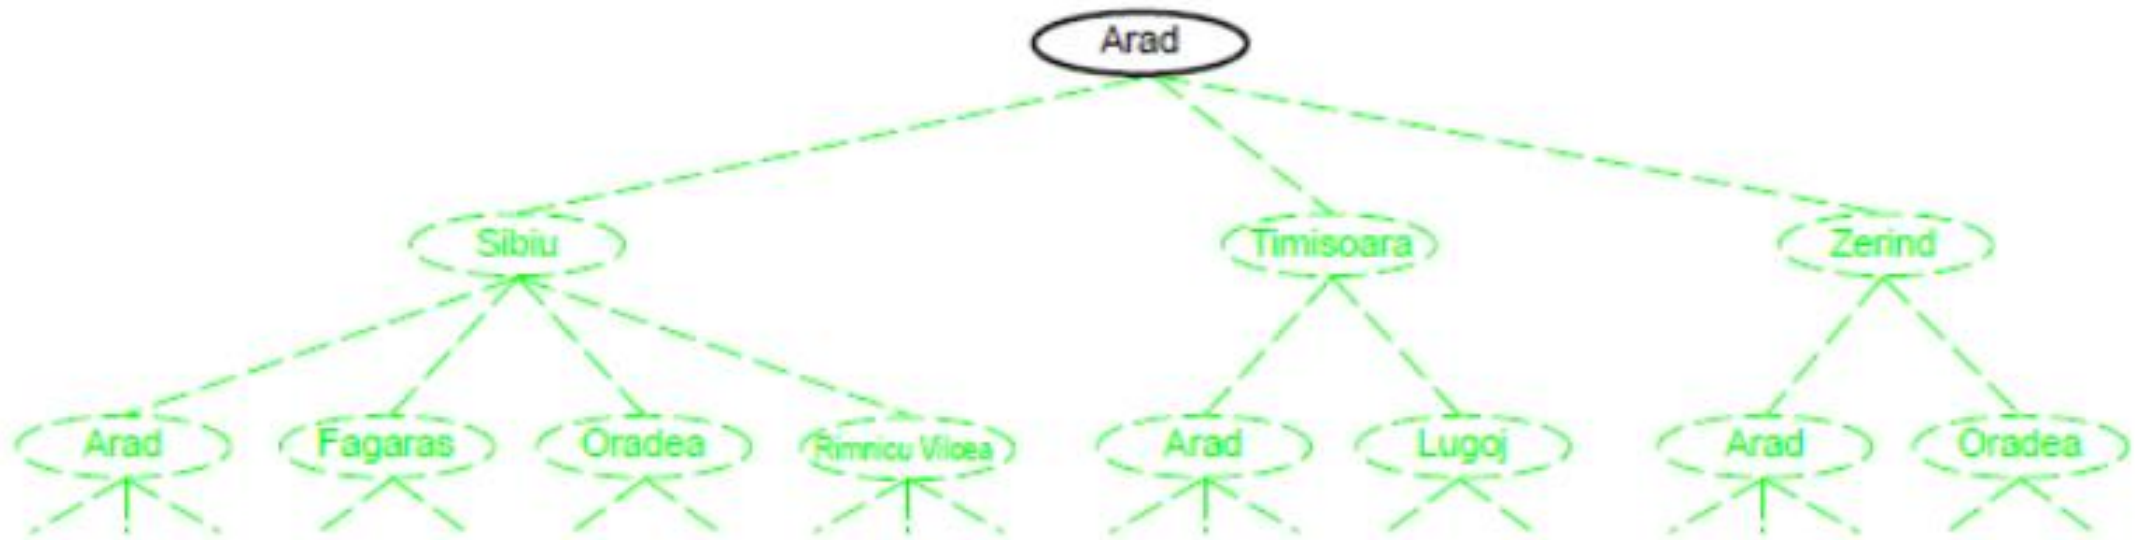 Arad
Sibiu
Timisoara
Zerind
Arad
Fagaras
Oradea
Rimnicu Vilcea
Arad
Lugoj
Arad
Oradea